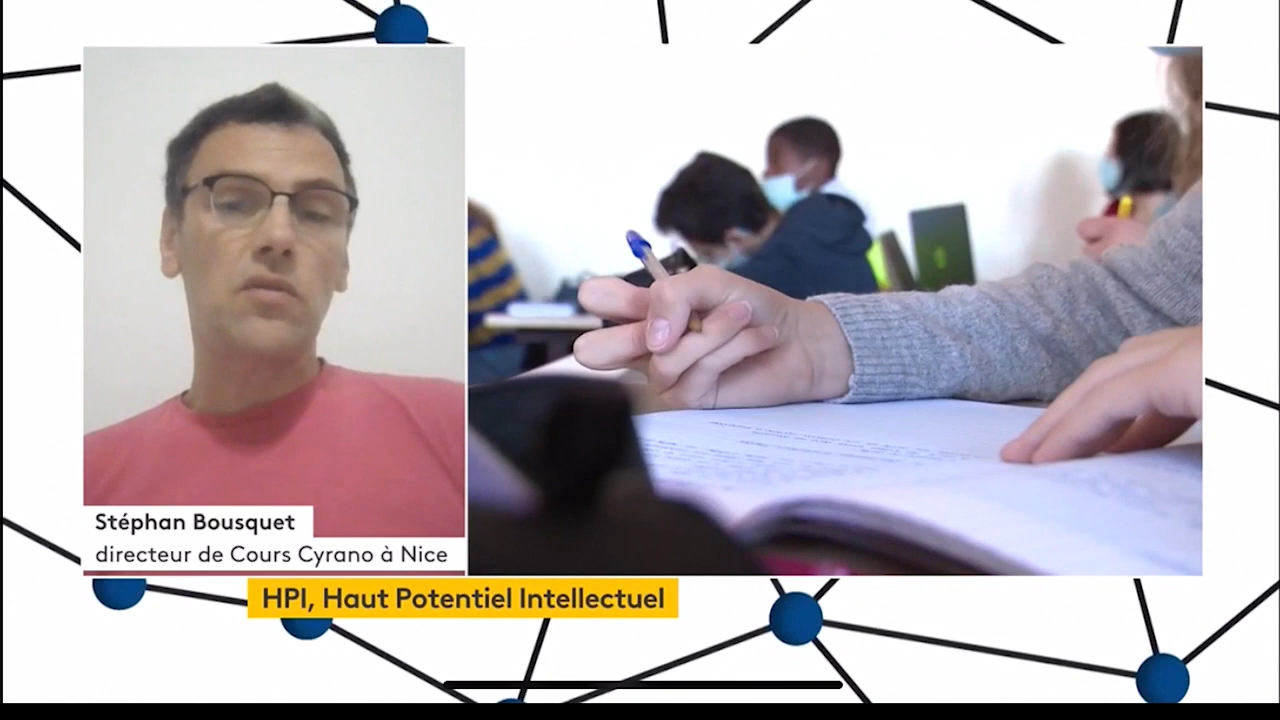 Stéphan Bousquet
directeur de Cours Cyrano à Nice
HPI, Haut Potentiel Intellectuel